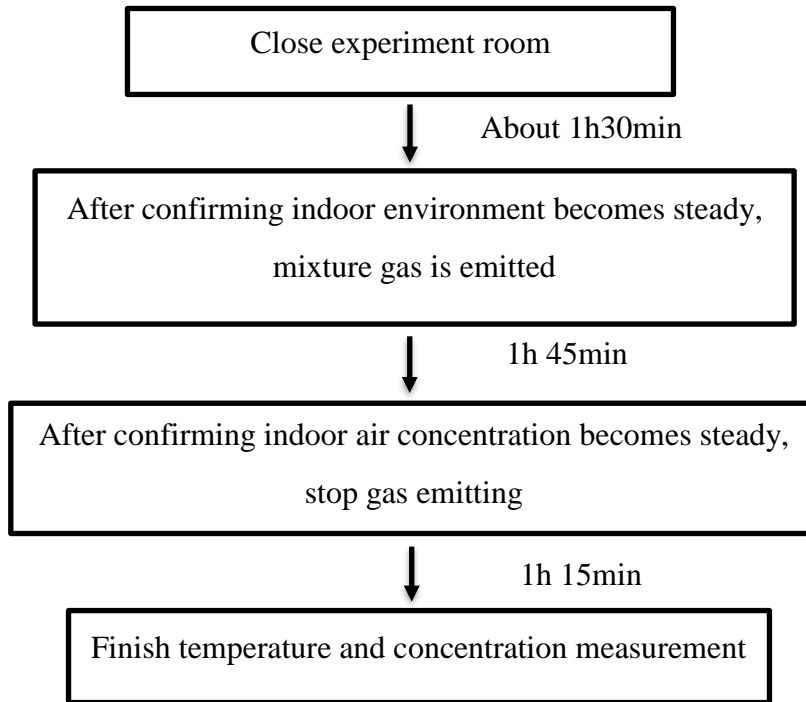 Close experiment room
About 1h30min
After confirming indoor environment becomes steady,
mixture gas is emitted
1h 45min
After confirming indoor air concentration becomes steady,
stop gas emitting
1h 15min
Finish temperature and concentration measurement